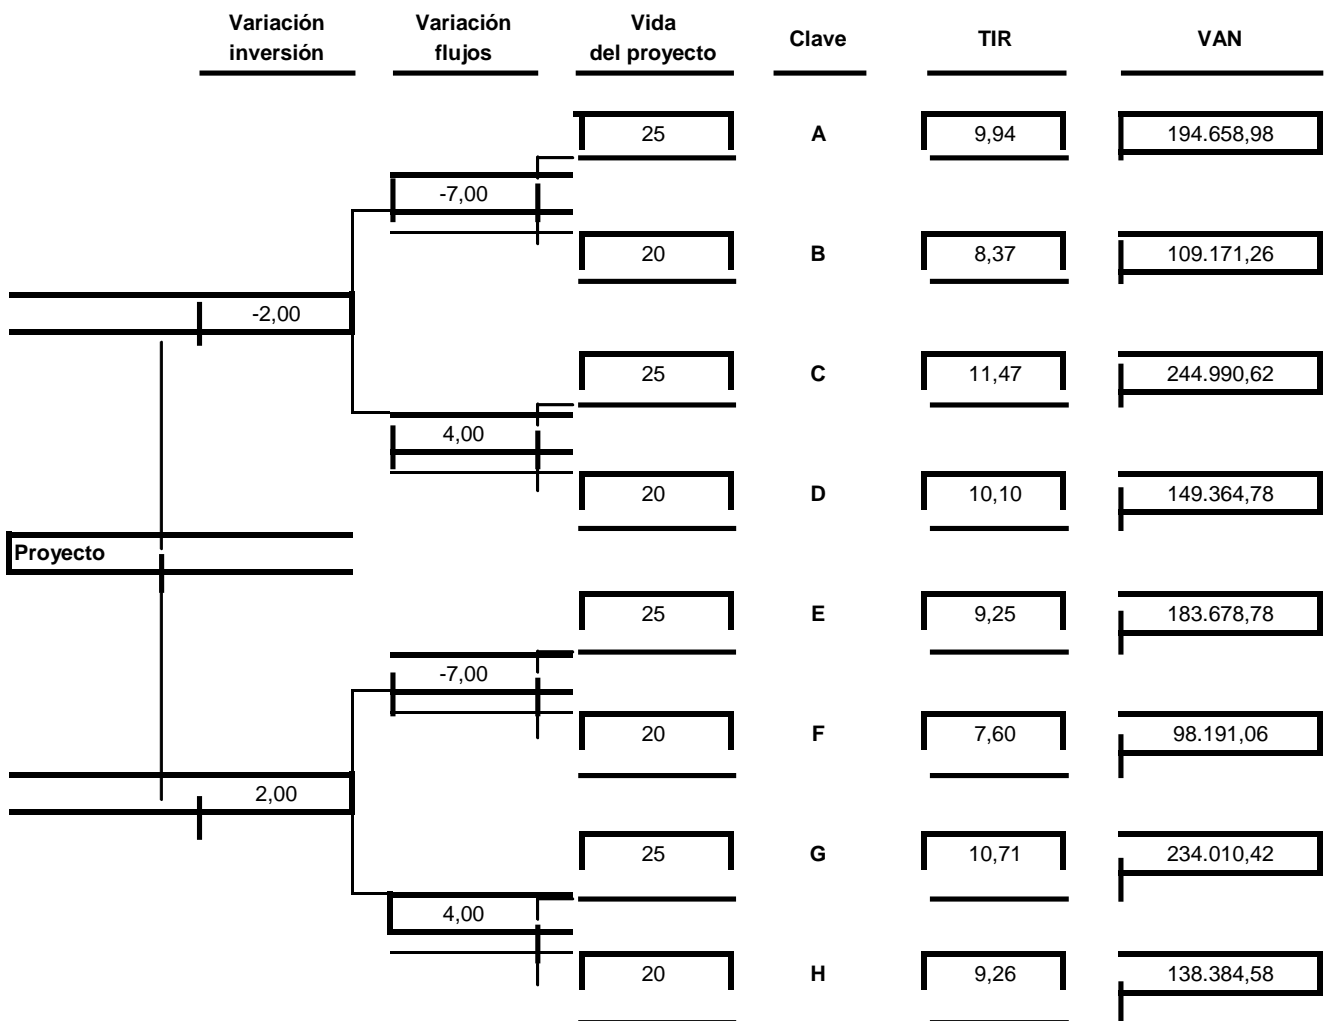 Variación Variación Vida
inversión flujos del proyecto Clave TIR VAN
25 A 9,94 194.658,98
-7,00
20 B 8,37 109.171,26
-2,00
25 C 11,47 244.990,62
4,00
20 D 10,10 149.364,78
Proyecto
25 E 9,25 183.678,78
-7,00
20 F 7,60 98.191,06
2,00
25 G 10,71 234.010,42
4,00
20 H 9,26 138.384,58